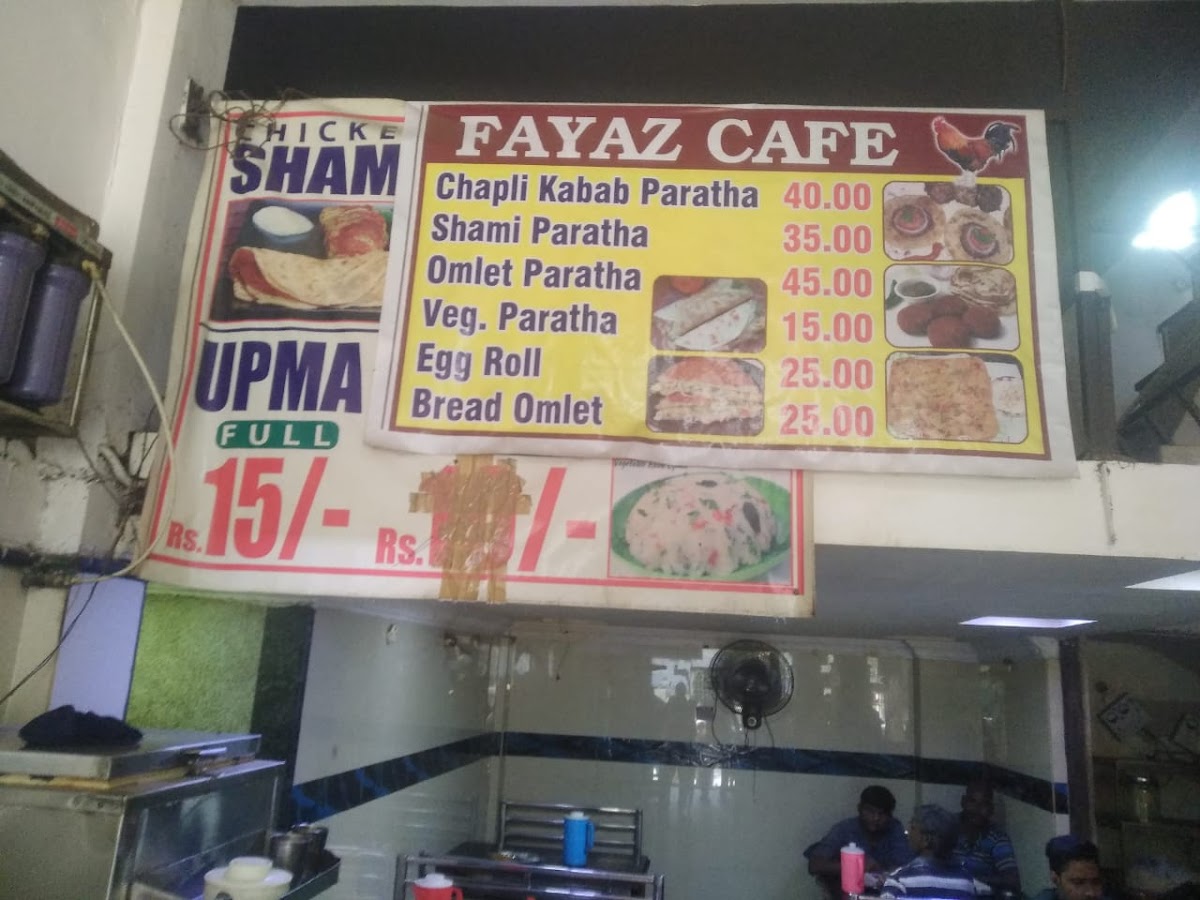 FAYAZ CAFE
Chapli Kabab Paratha 40.00
Shami Paratha 35.00
Omlet Paratha 45.00
Veg. Paratha 15.00
Egg Roll 25.00
Bread Omlet 25.00
CHICKE
SHAM
UPMA
FULL
Rs.15/-
Rs. /-